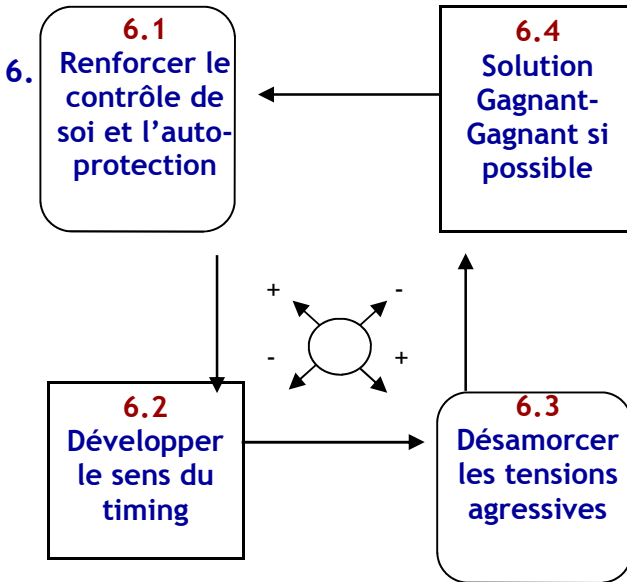 6.
6.1
Renforcer le
contrôle de
soi et l’auto-
protection
6.4
Solution
Gagnant-
Gagnant si
possible
+
-
-
+
6.2
Développer
le sens du
timing
6.3
Désamorcer
les tensions
agressives